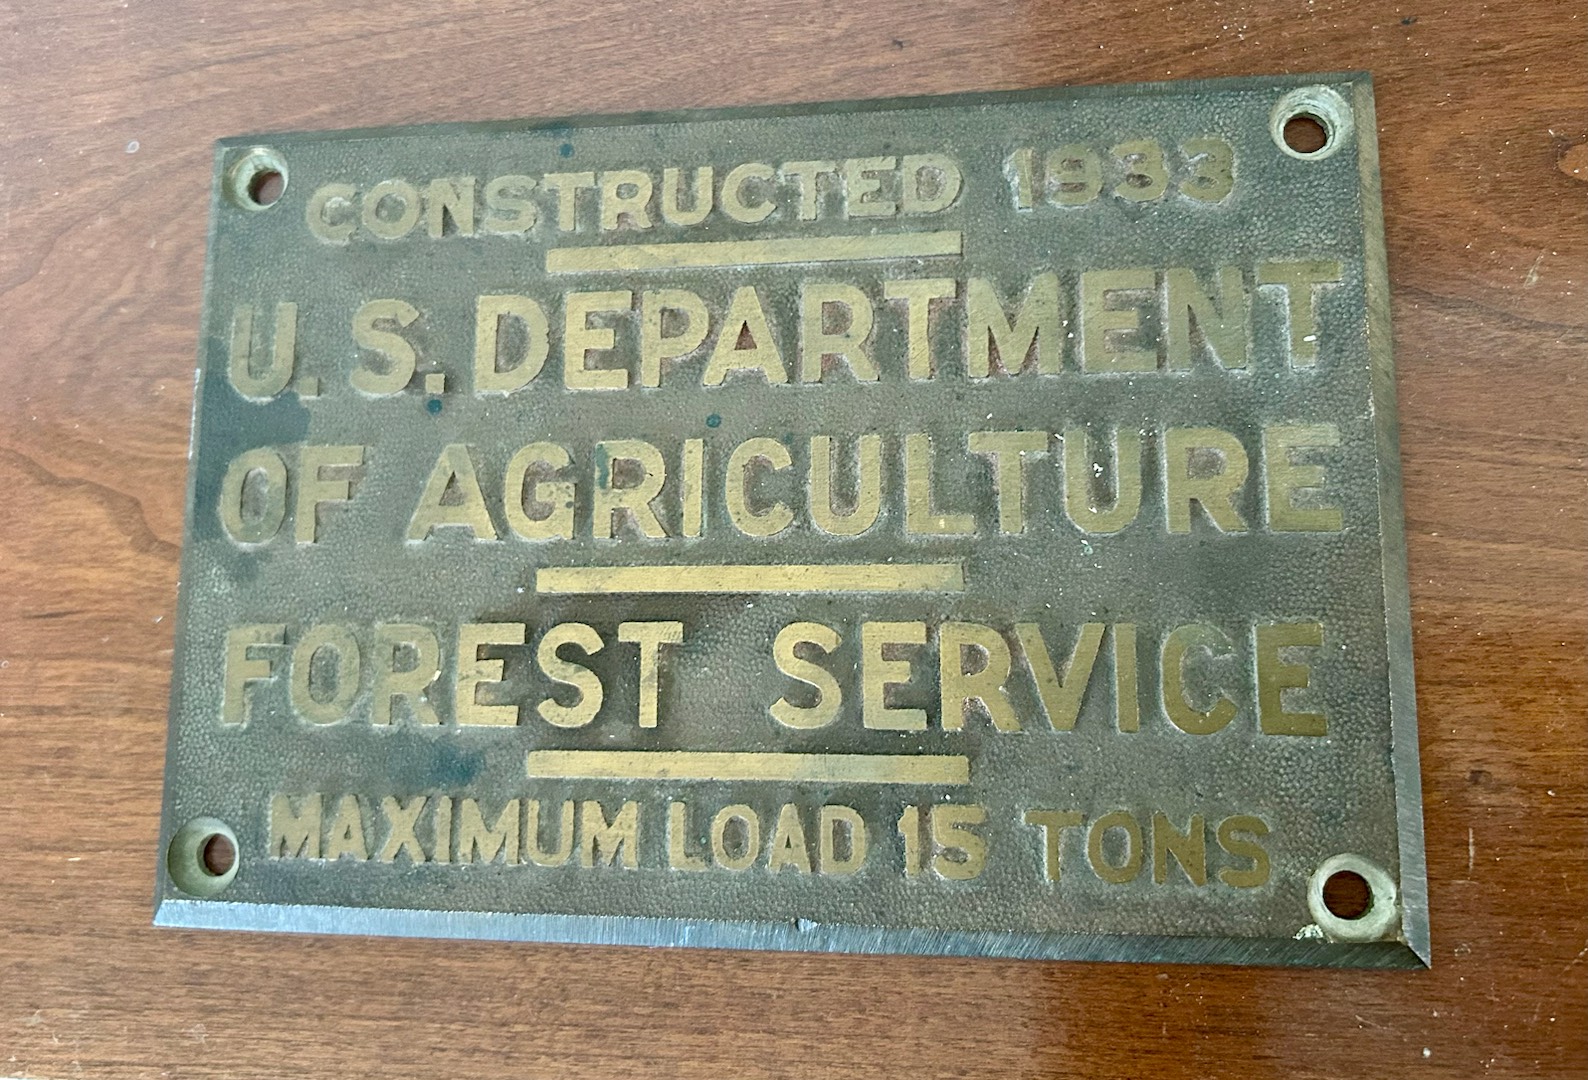 CONSTRUCTED 1933
U. S. DEPARTMENT
OF AGRICULTURE
FOREST SERVICE
MAXIMUM LOAD 15 TONS